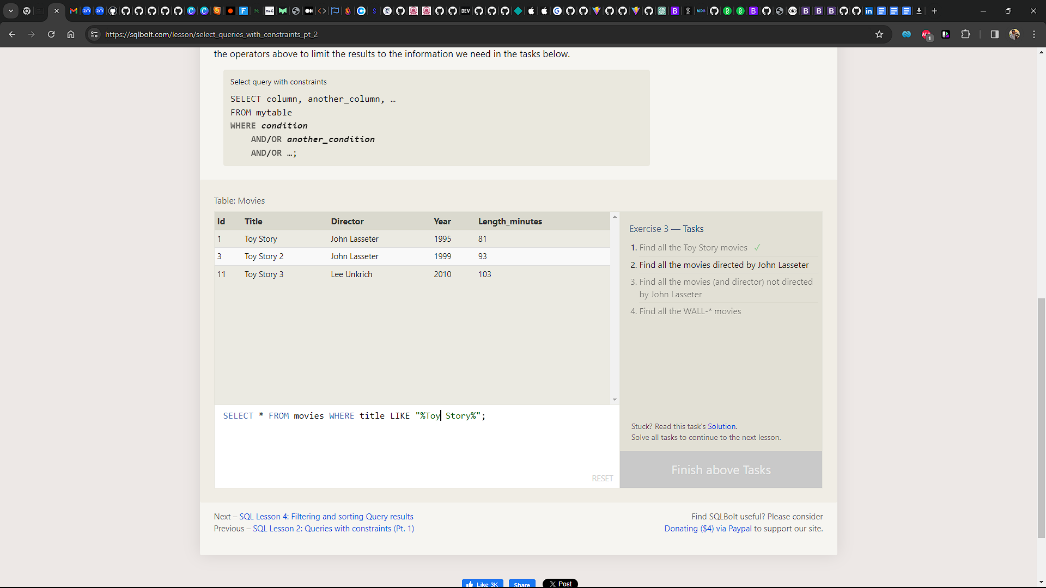 https://sqlbolt.com/lesson/select_queries_with_constraints_pt_2
the operators above to limit the results to the information we need in the tasks below.
Select query with constraints
SELECT column, another_column, …
FROM mytable
WHERE condition
AND/OR another_condition
AND/OR …;
Table: Movies
Id Title Director Year Length_minutes
1 Toy Story John Lasseter 1995 81
3 Toy Story 2 John Lasseter 1999 93
11 Toy Story 3 Lee Unkrich 2010 103
Exercise 3 — Tasks
1. Find all the Toy Story movies ✓
2. Find all the movies directed by John Lasseter
3. Find all the movies (and director) not directed
by John Lasseter
4. Find all the WALL-* movies
SELECT * FROM movies WHERE title LIKE "%Toy Story%";
RESET
Stuck? Read this task's Solution.
Solve all tasks to continue to the next lesson.
Finish above Tasks
Next – SQL Lesson 4: Filtering and sorting Query results
Previous – SQL Lesson 2: Queries with constraints (Pt. 1)
Find SQLBolt useful? Please consider
Donating ($4) via Paypal to support our site.
Like 3K
Share
Post